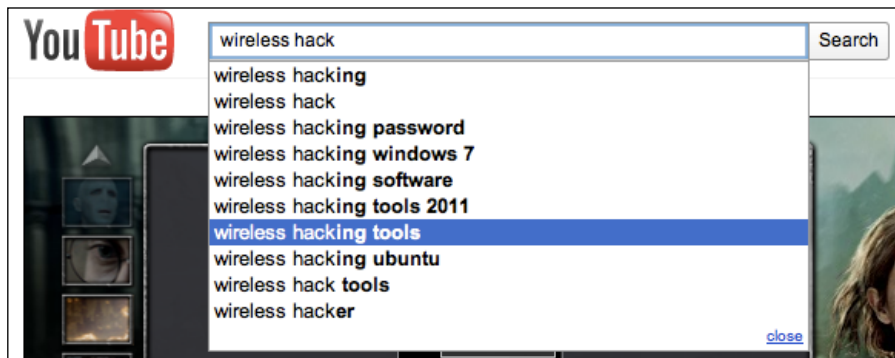 YouTube
wireless hack
Search
wireless hacking
wireless hack
wireless hacking password
wireless hacking windows 7
wireless hacking software
wireless hacking tools 2011
wireless hacking tools
wireless hacking ubuntu
wireless hack tools
wireless hacker
close